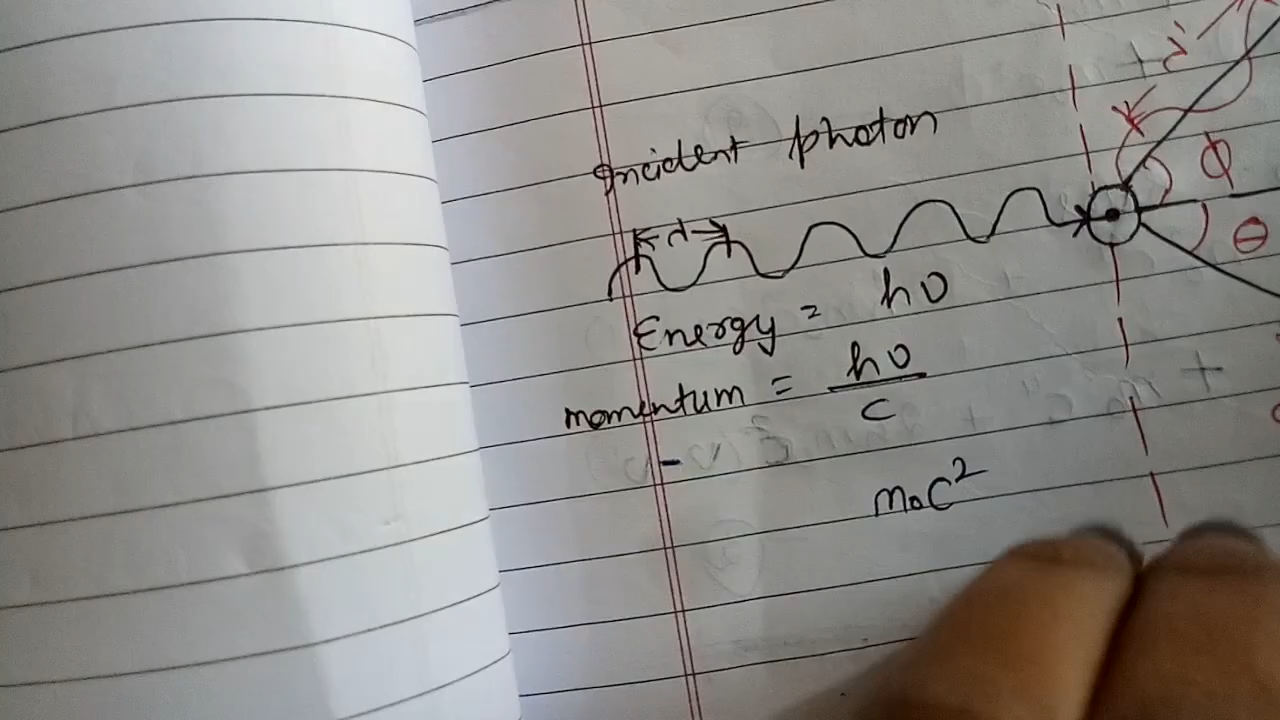 Incident photon
λ'
ϕ
λ
θ
Energy = hυ
momentum = hυ/c
m₀c²